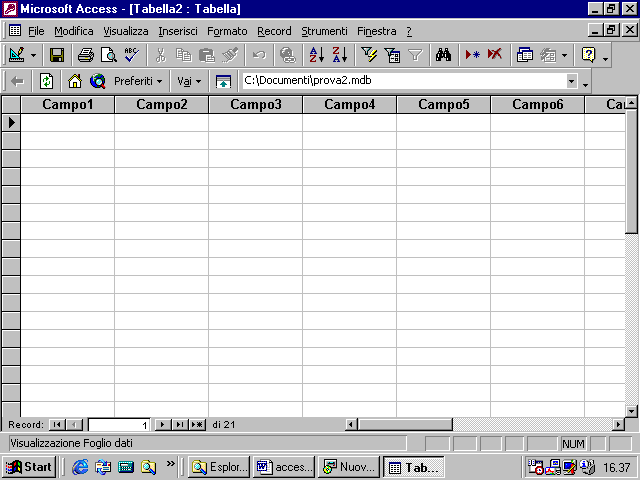 Microsoft Access - [Tabella2 : Tabella]
File Modifica Visualizza Inserisci Formato Record Strumenti Finestra ?
Preferiti Vai C:\Documenti\prova2.mdb
Campo1 Campo2 Campo3 Campo4 Campo5 Campo6 Ca
Record: 1 di 21
Visualizzazione Foglio dati NUM
Start » Esplor... acces... Nuov... Tab... 16.37